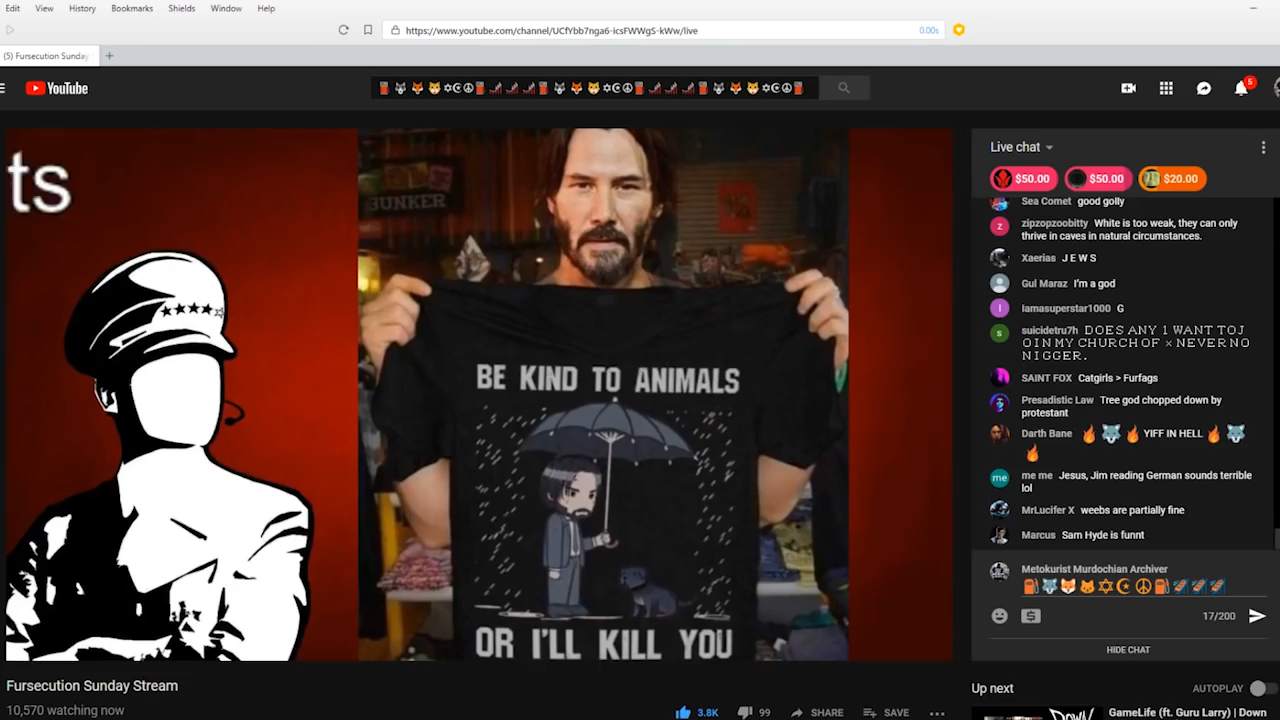 Edit View History Bookmarks Shields Window Help
https://www.youtube.com/channel/UCfYbb7nga6-icsFWWgS-kWw/live
0.00s
(5) Fursecution Sunday
YouTube
5
ts
BUNKER
BE KIND TO ANIMALS
OR I'LL KILL YOU
Live chat
$50.00 $50.00 $20.00
Sea Comet good golly
zipzopzoobitty White is too weak, they can only
thrive in caves in natural circumstances.
Xaerias J E W S
Gul Maraz I'm a god
Iamasuperstar1000 G
suicidetru7h DOES ANY 1 WANT TOJ
OIN MY CHURCH OF × NEVER NO
NIGGER.
SAINT FOX Catgirls > Furfags
Presadistic Law Tree god chopped down by
protestant
Darth Bane 🔥 🐺 🔥 YIFF IN HELL 🔥 🐺
🔥
me me Jesus, Jim reading German sounds terrible
lol
MrLucifer X weebs are partially fine
Marcus Sam Hyde is funnt
Metokurist Murdochian Archiver
17/200
HIDE CHAT
Fursecution Sunday Stream
10,570 watching now
3.8K 99 SHARE SAVE
Up next
AUTOPLAY
GameLife (ft. Guru Larry) | Down